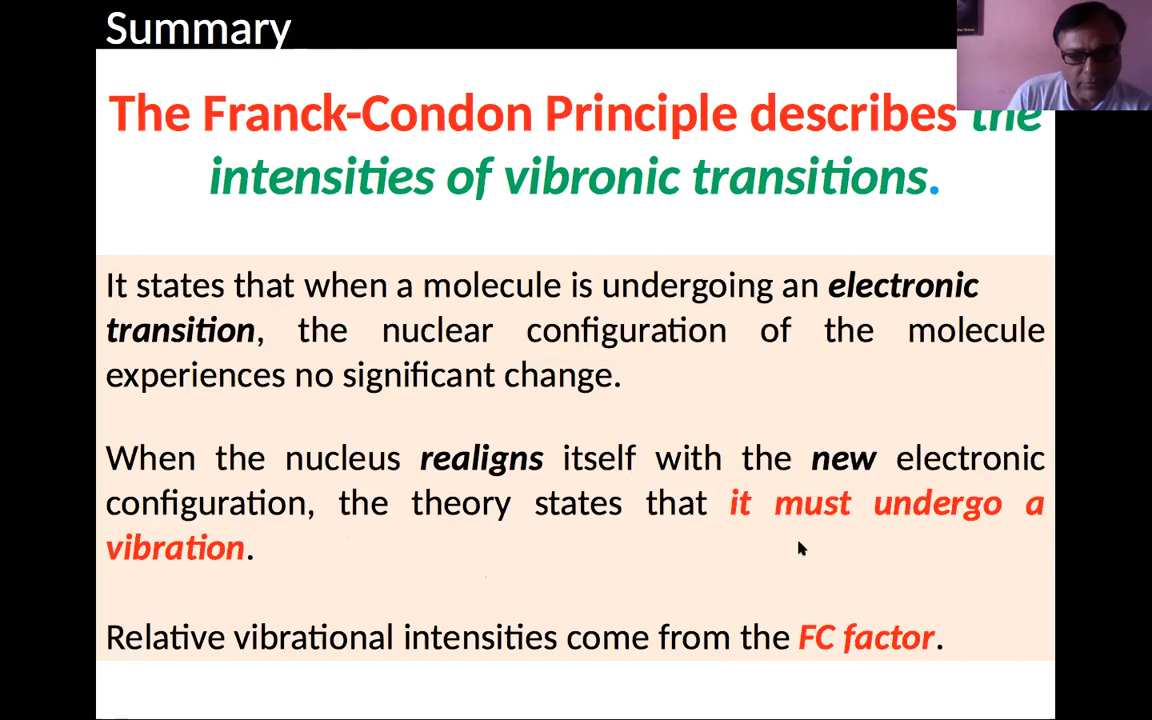 Summary
The Franck-Condon Principle describes the
intensities of vibronic transitions.
It states that when a molecule is undergoing an electronic
transition, the nuclear configuration of the molecule
experiences no significant change.
When the nucleus realigns itself with the new electronic
configuration, the theory states that it must undergo a
vibration.
Relative vibrational intensities come from the FC factor.